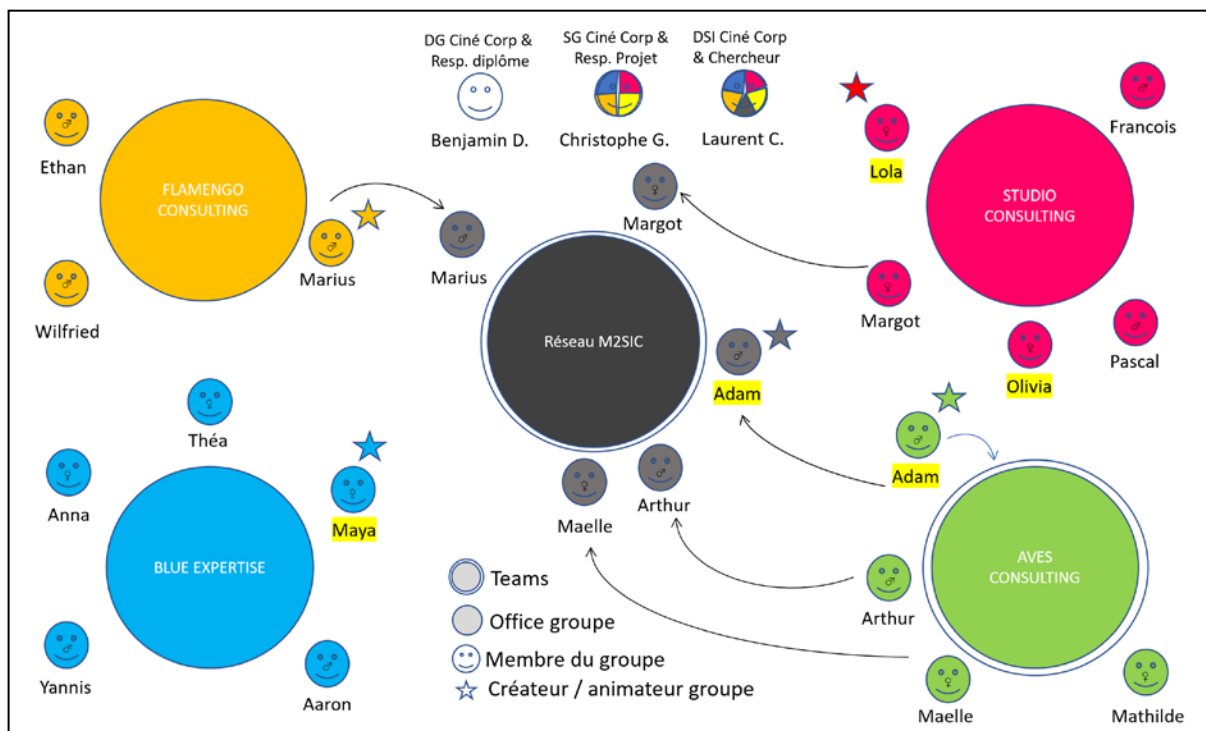 DG Ciné Corp &
Resp. diplôme
SG Ciné Corp &
Resp. Projet
DSI Ciné Corp
& Chercheur
Benjamin D.
Christophe G.
Laurent C.
Ethan
FLAMENGO
CONSULTING
Marius
Wilfried
Marius
Margot
Lola
Francois
STUDIO
CONSULTING
Margot
Olivia
Pascal
Réseau M2SIC
Adam
Maelle
Arthur
Théa
Anna
Maya
BLUE EXPERTISE
Yannis
Aaron
Adam
AVES
CONSULTING
Arthur
Maelle
Mathilde
Teams
Office groupe
Membre du groupe
Créateur / animateur groupe